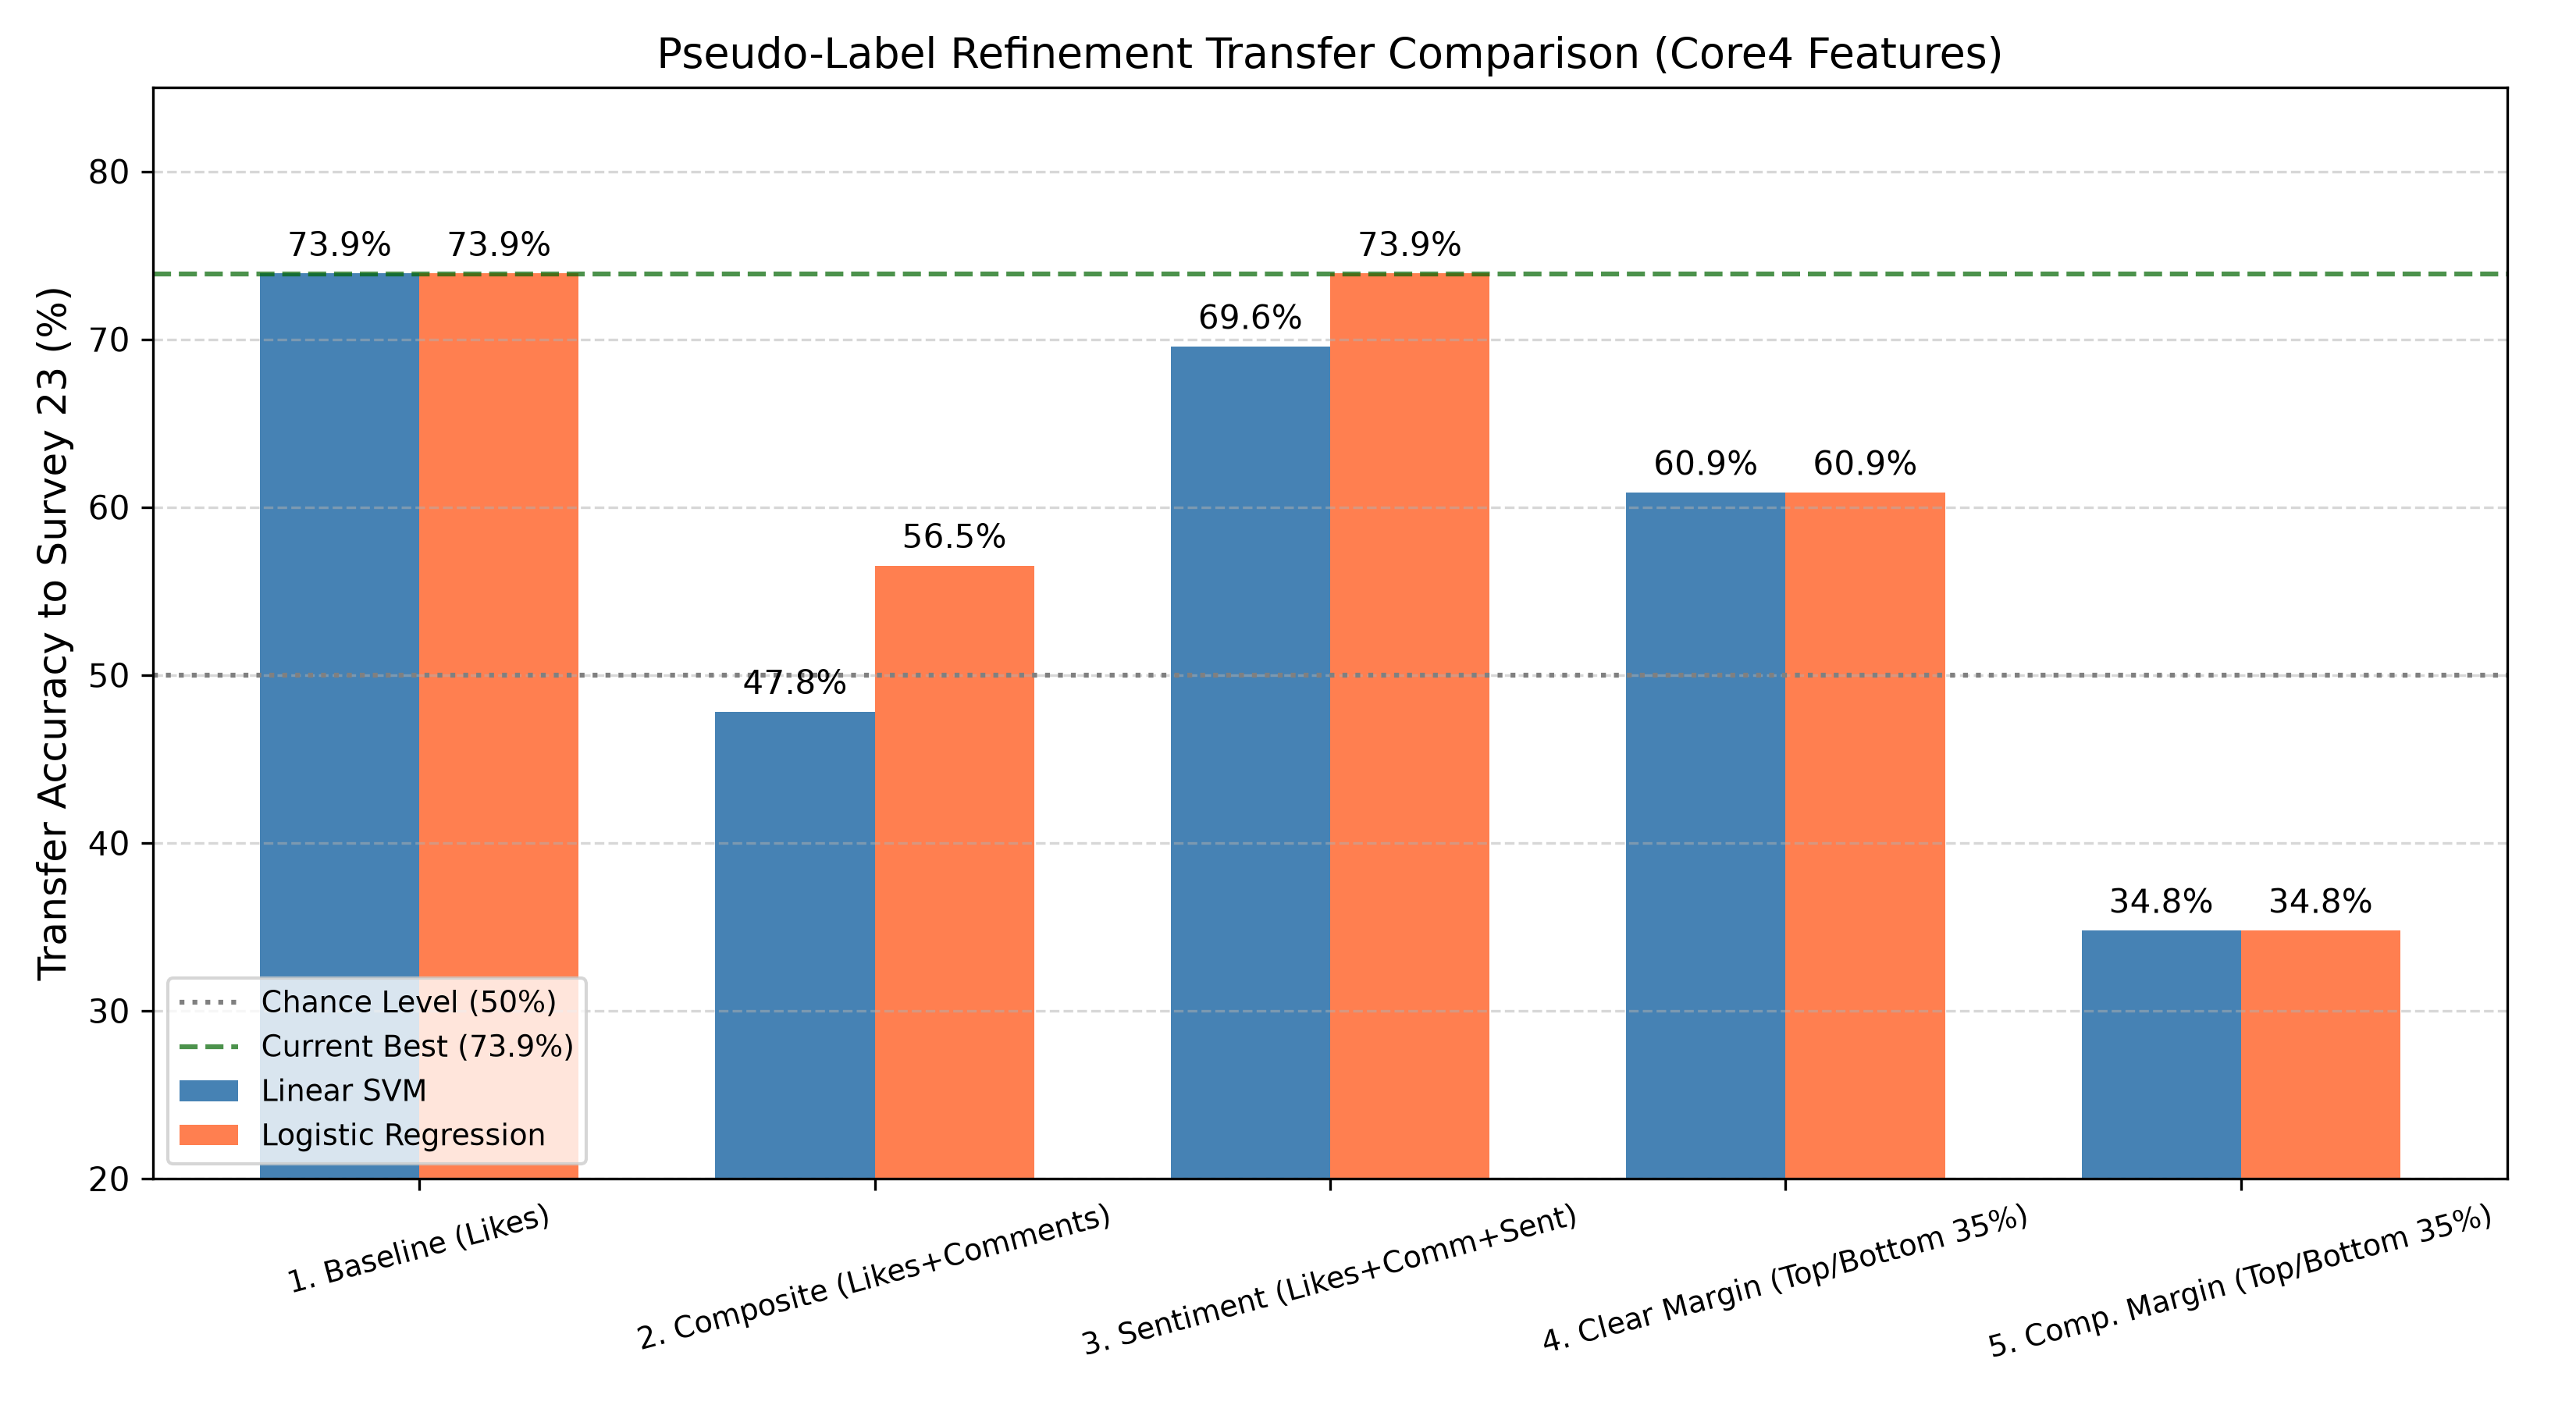 Pseudo-Label Refinement Transfer Comparison (Core4 Features)
Transfer Accuracy to Survey 23 (%)
80
70
60
50
40
30
20
73.9%
73.9%
47.8%
56.5%
69.6%
73.9%
60.9%
60.9%
34.8%
34.8%
Chance Level (50%)
Current Best (73.9%)
Linear SVM
Logistic Regression
1. Baseline (Likes)
2. Composite (Likes+Comments)
3. Sentiment (Likes+Comm+Sent)
4. Clear Margin (Top/Bottom 35%)
5. Comp. Margin (Top/Bottom 35%)